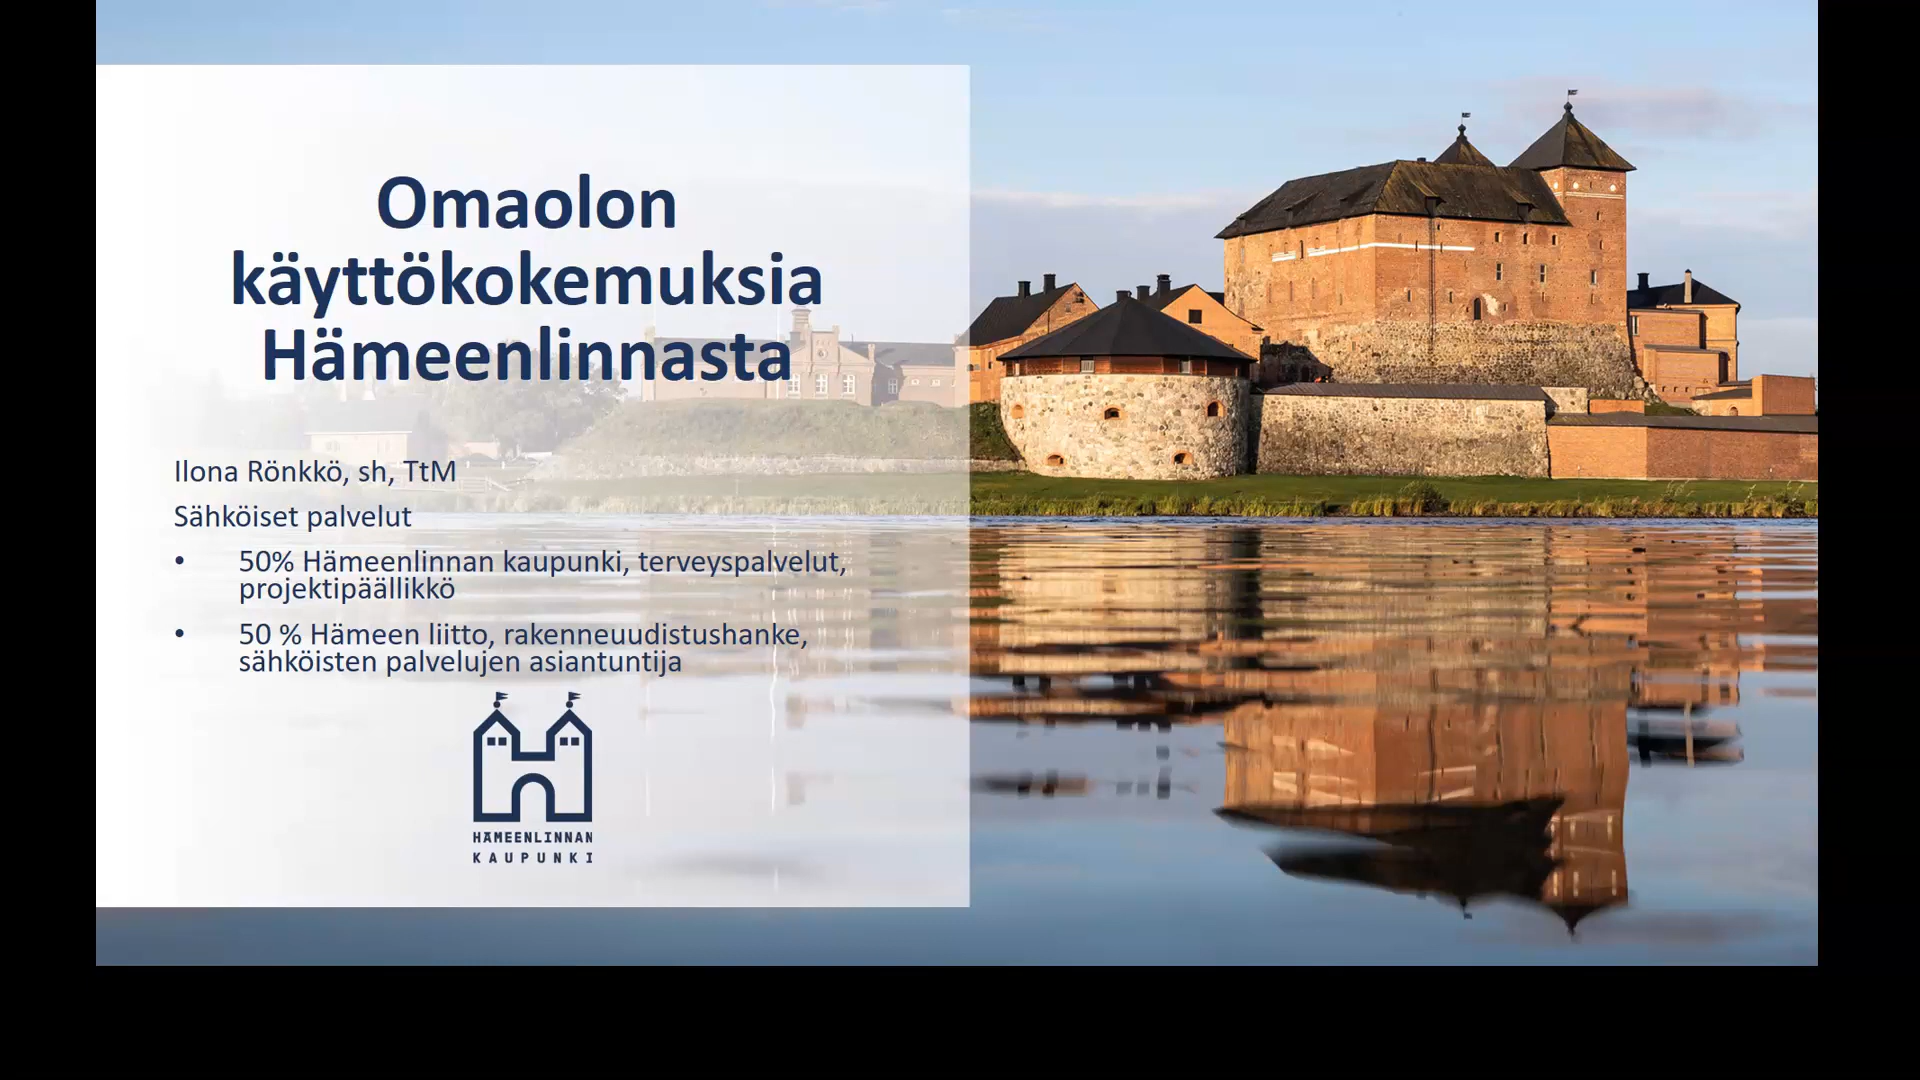 Omaolon
käyttökokemuksia
Hämeenlinnasta
Ilona Rönkkö, sh, TtM
Sähköiset palvelut
• 50% Hämeenlinnan kaupunki, terveyspalvelut,
projektipäällikkö
• 50 % Hämeen liitto, rakenneuudistushanke,
sähköisten palvelujen asiantuntija
HÄMEENLINNAN
KAUPUNKI